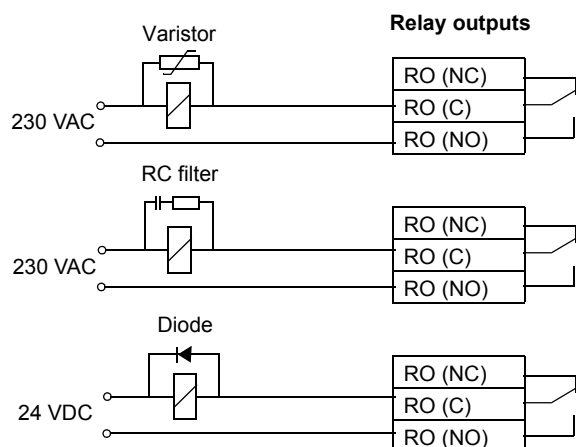 Relay outputs
Varistor
230 VAC
RO (NC)
RO (C)
RO (NO)
RC filter
230 VAC
RO (NC)
RO (C)
RO (NO)
Diode
24 VDC
RO (NC)
RO (C)
RO (NO)